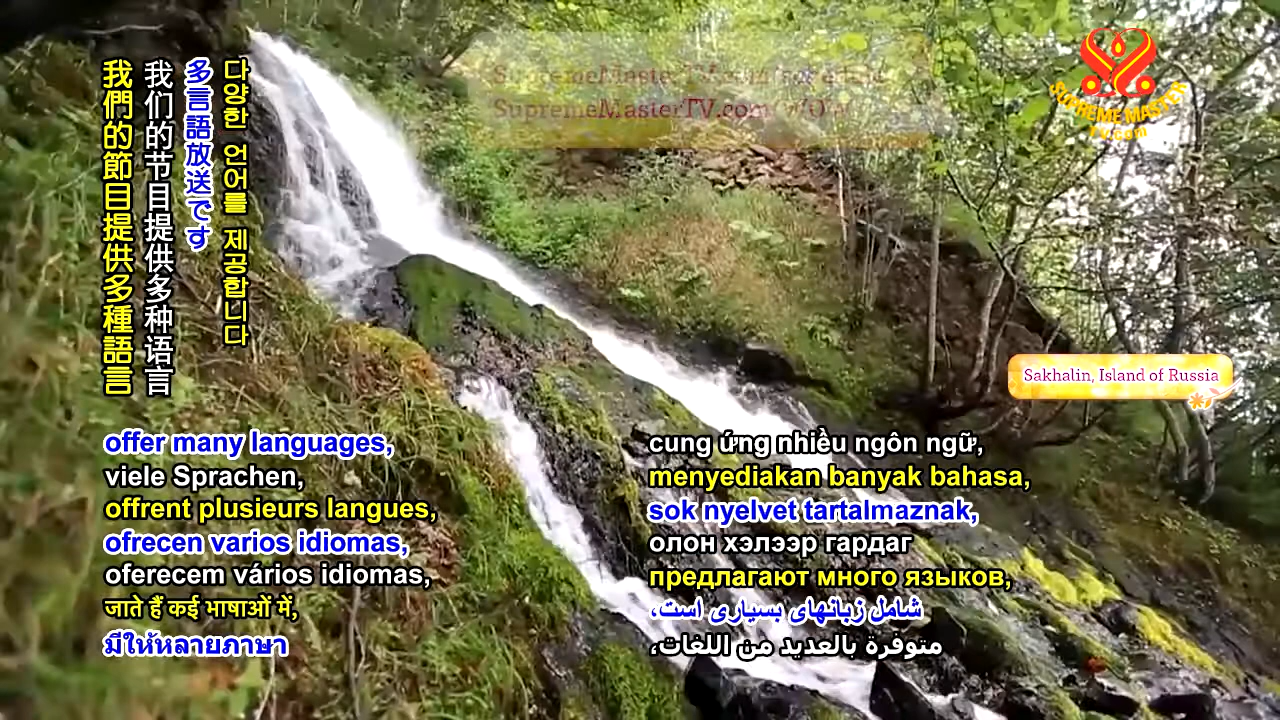 SupremeMasterTV.com
SUPREME MASTER
TV.com
다양한 언어를 제공합니다
多言語放送です
我们的节目提供多种语言
我們的節目提供多種語言
Sakhalin, Island of Russia
offer many languages,
viele Sprachen,
offrent plusieurs langues,
ofrecen varios idiomas,
oferecem vários idiomas,
जाते हैं कई भाषाओं में,
มีให้หลายภาษา
cung ứng nhiều ngôn ngữ,
menyediakan banyak bahasa,
sok nyelvet tartalmaznak,
олон хэлээр гардаг
предлагают много языков,
شامل زبانهای بسیاری است،
متوفرة بالعديد من اللغات،